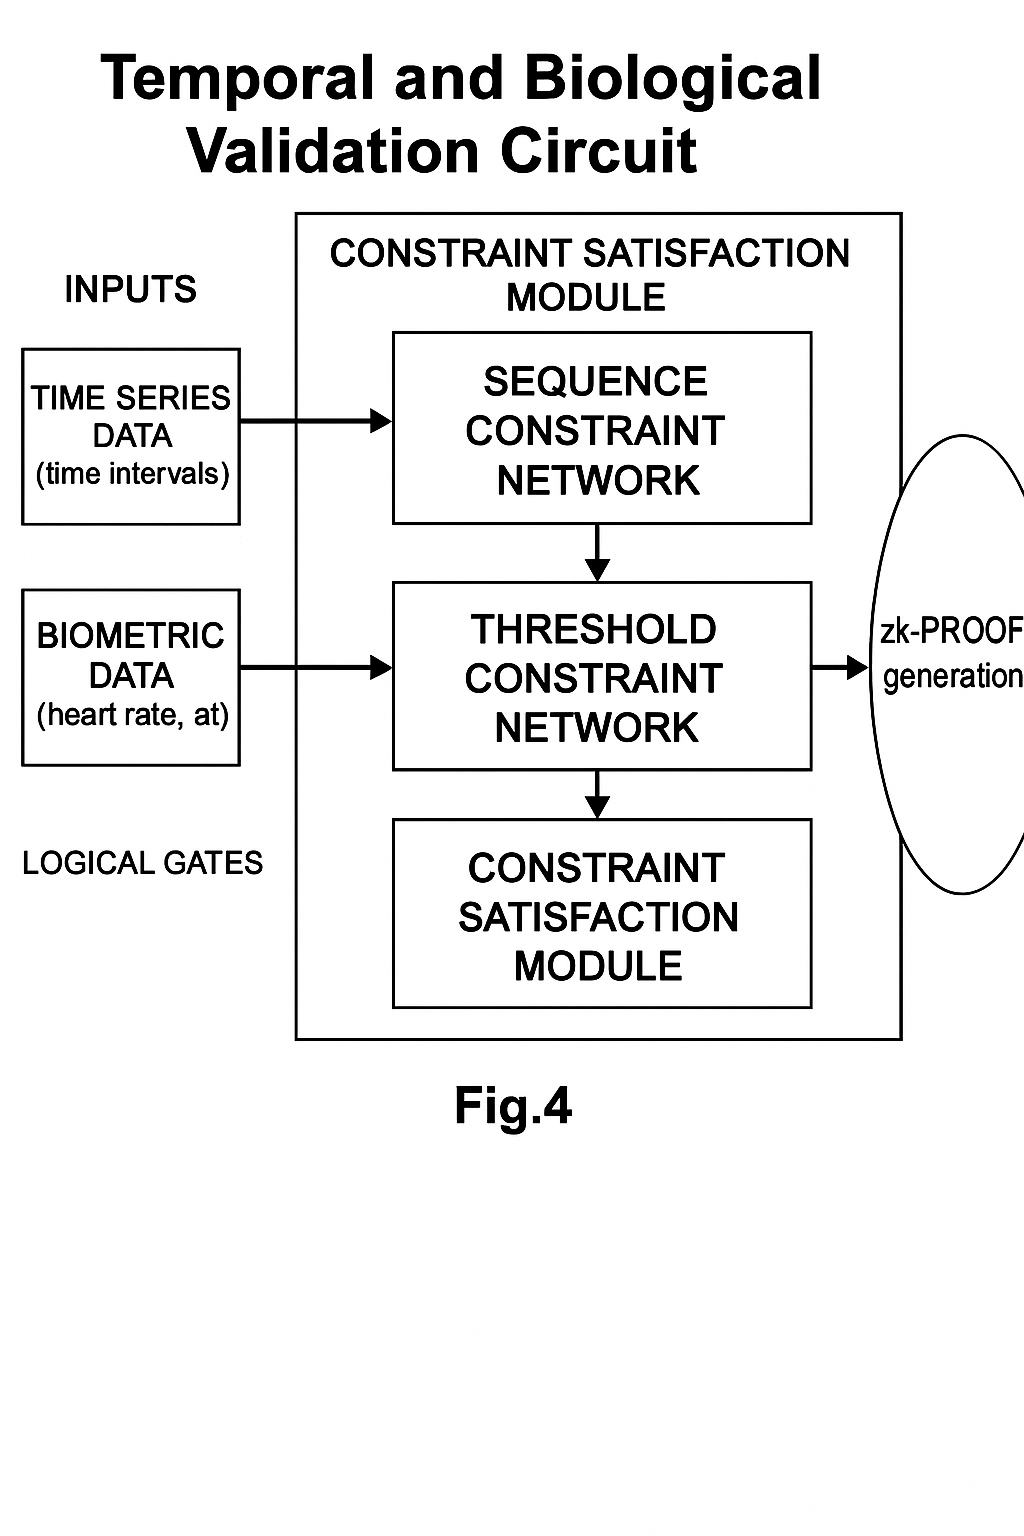 Temporal and Biological
Validation Circuit
INPUTS
TIME SERIES
DATA
(time intervals)
BIOMETRIC
DATA
(heart rate, at)
LOGICAL GATES
CONSTRAINT SATISFACTION
MODULE
SEQUENCE
CONSTRAINT
NETWORK
THRESHOLD
CONSTRAINT
NETWORK
CONSTRAINT
SATISFACTION
MODULE
zk-PROOF
generation
Fig.4